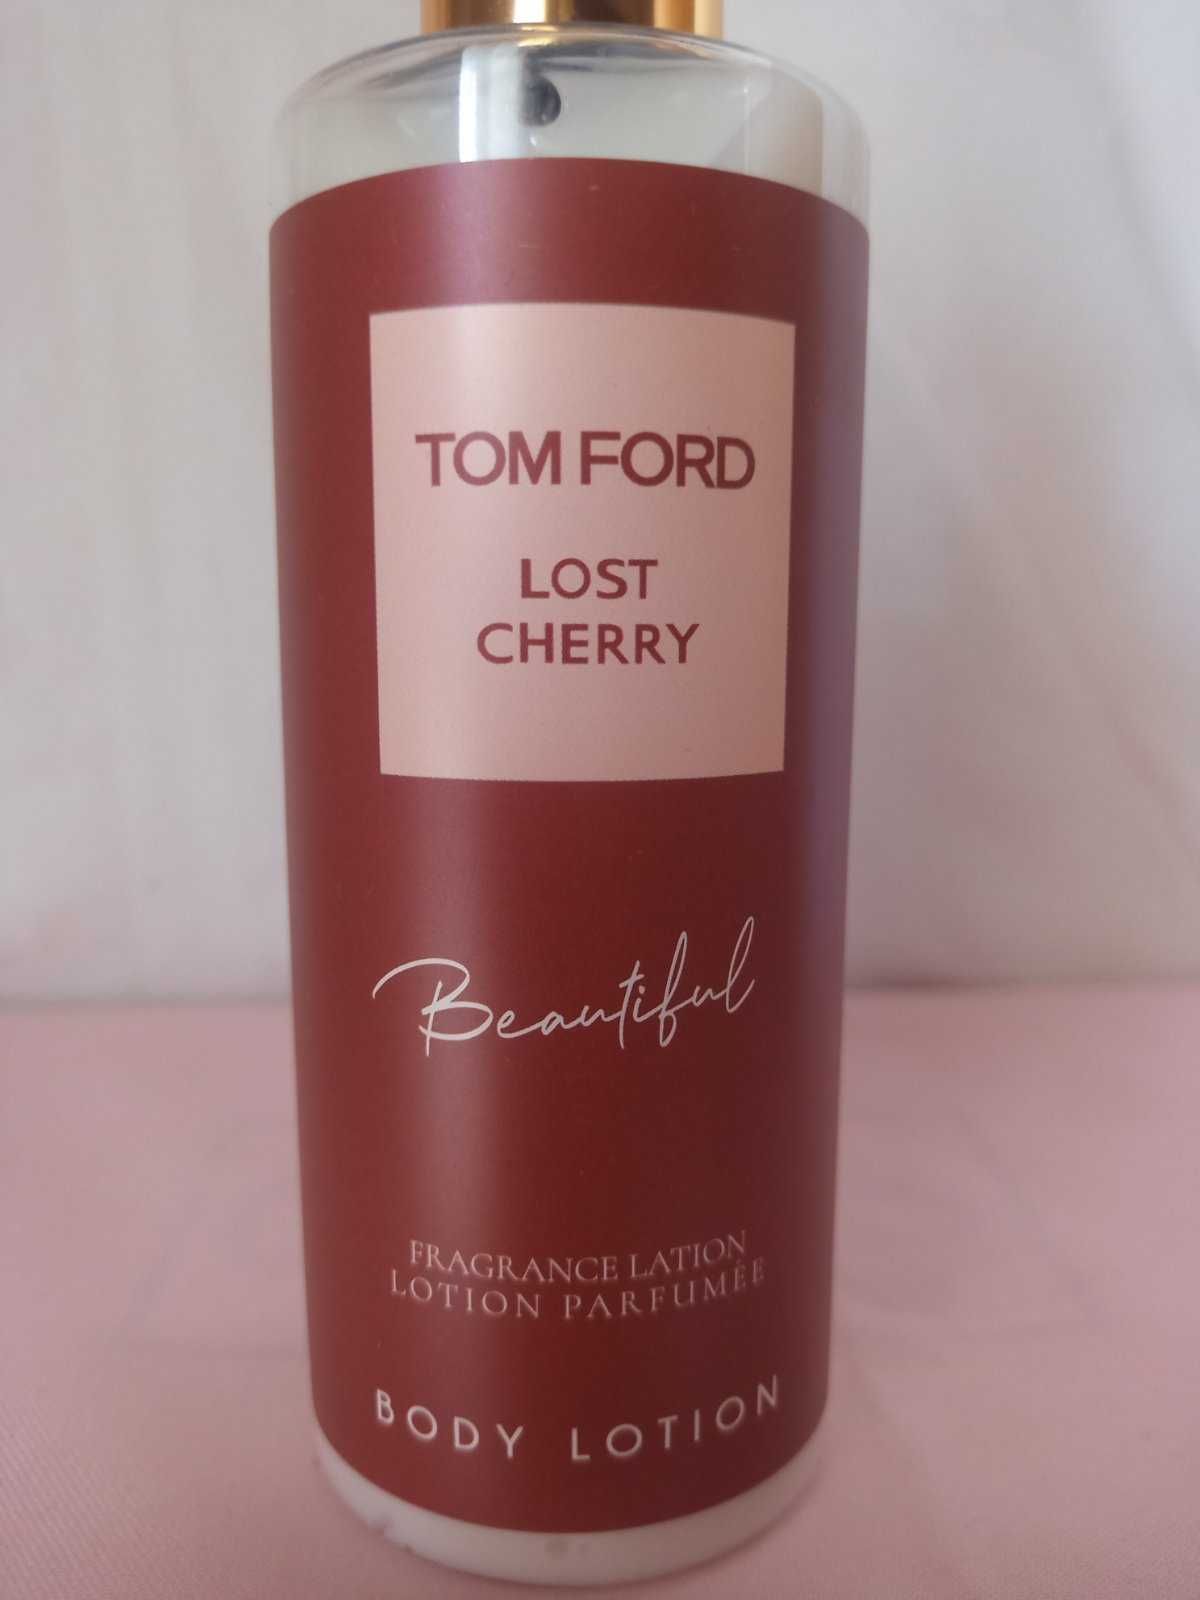 TOM FORD
LOST
CHERRY
Beautiful
FRAGRANCE LATION
LOTION PARFUMÉE
BODY LOTION